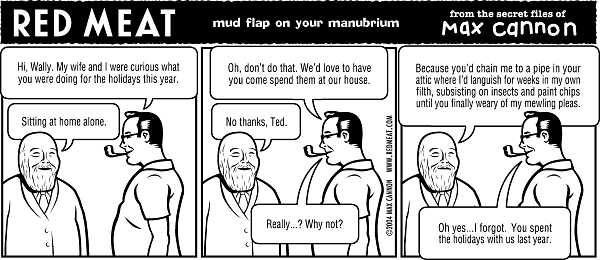 RED MEAT
mud flap on your manubrium
from the secret files of
Max cannon
Hi, Wally. My wife and I were curious what
you were doing for the holidays this year.
Sitting at home alone.
Oh, don't do that. We'd love to have
you come spend them at our house.
No thanks, Ted.
Really...? Why not?
©2004 MAX CANNON WWW.REDMEAT.COM
Because you'd chain me to a pipe in your
attic where I'd languish for weeks in my own
filth, subsisting on insects and paint chips
until you finally weary of my mewling pleas.
Oh yes...I forgot. You spent
the holidays with us last year.